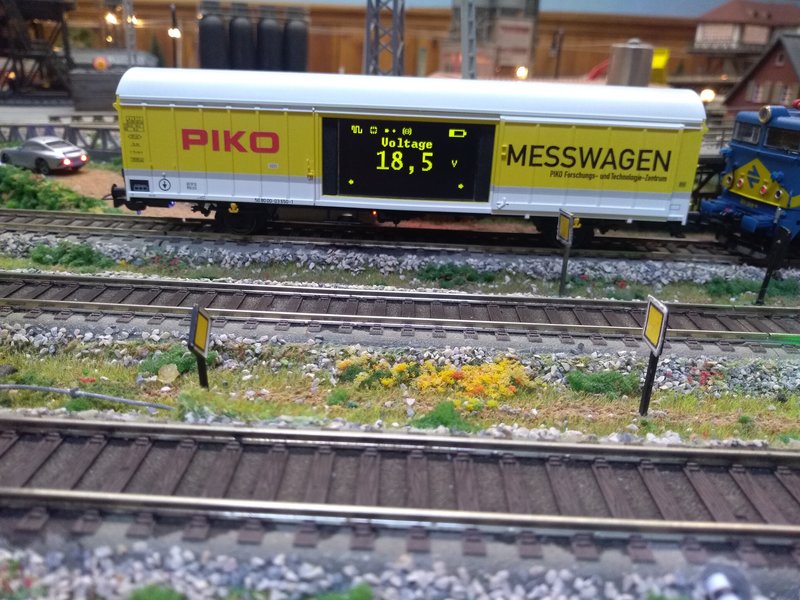 PIKO
Voltage
18,5 V
MESSWAGEN
PIKO Forschungs- und Technologie-Zentrum